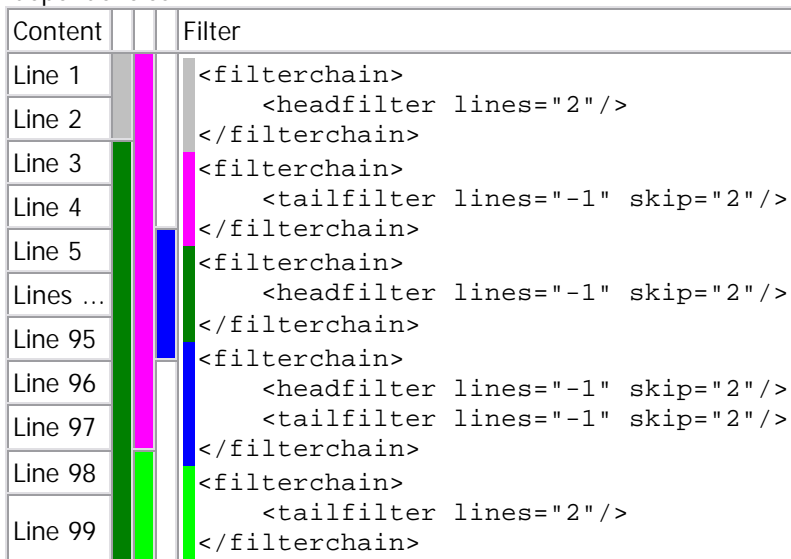 Content Filter
Line 1
Line 2
Line 3
Line 4
Line 5
Lines ...
Line 95
Line 96
Line 97
Line 98
Line 99
<filterchain>
    <headfilter lines="2"/>
</filterchain>
<filterchain>
    <tailfilter lines="-1" skip="2"/>
</filterchain>
<filterchain>
    <headfilter lines="-1" skip="2"/>
</filterchain>
<filterchain>
    <headfilter lines="-1" skip="2"/>
    <tailfilter lines="-1" skip="2"/>
</filterchain>
<filterchain>
    <tailfilter lines="2"/>
</filterchain>